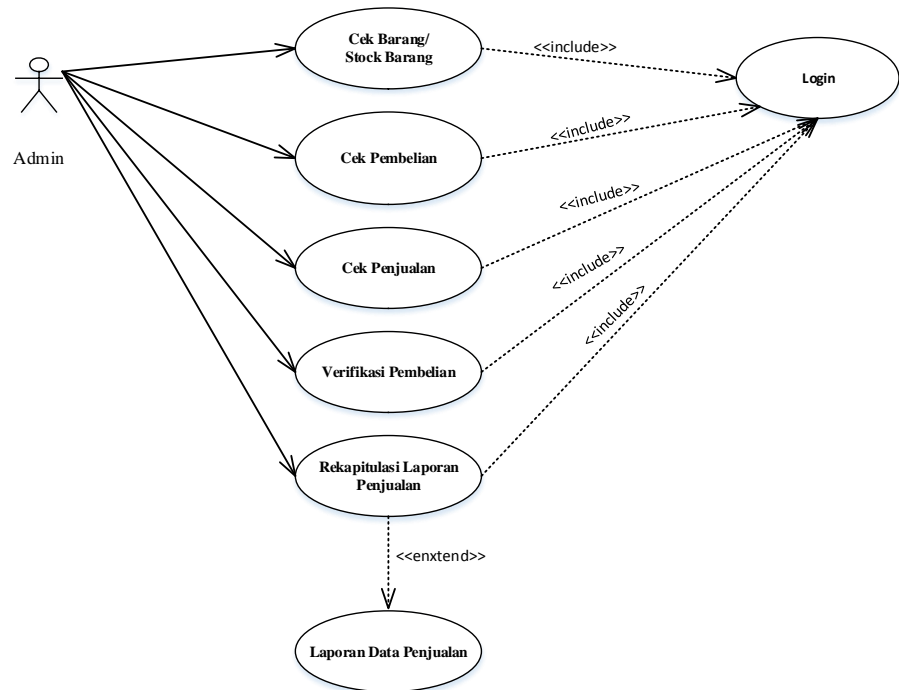 Cek Barang/
Stock Barang
<<include>>
Login
Admin
Cek Pembelian
<<include>>
Cek Penjualan
<<include>>
Verifikasi Pembelian
<<include>>
Rekapitulasi Laporan
Penjualan
<<include>>
<<enxtend>>
Laporan Data Penjualan